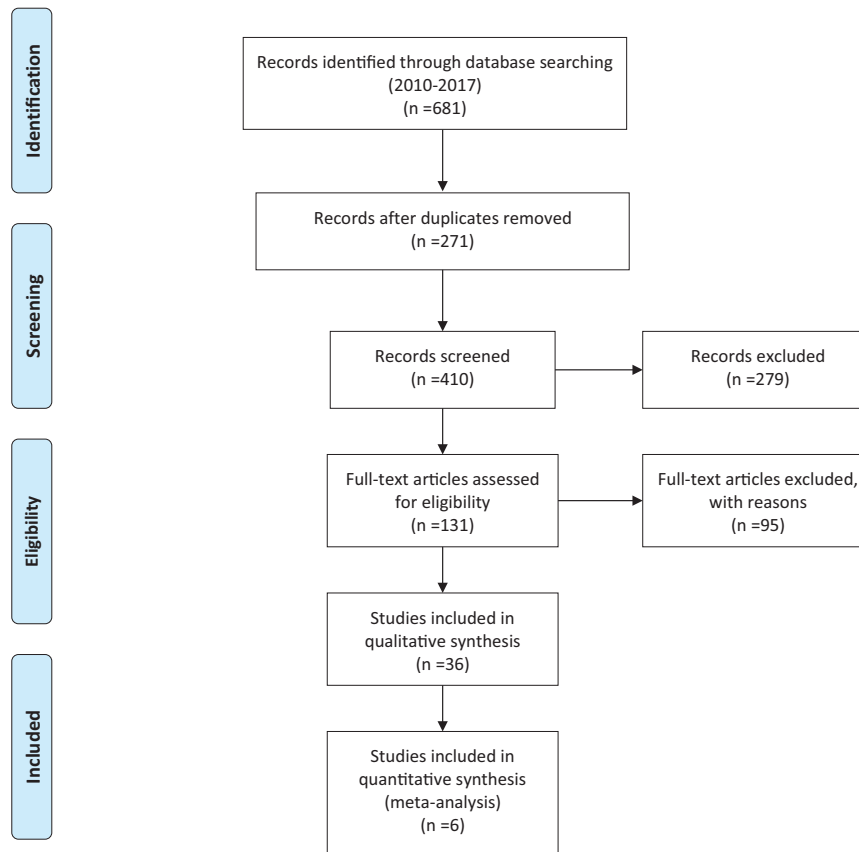 Identification
Records identified through database searching
(2010-2017)
(n =681)
Records after duplicates removed
(n =271)
Screening
Records screened
(n =410)
Records excluded
(n =279)
Eligibility
Full-text articles assessed
for eligibility
(n =131)
Full-text articles excluded,
with reasons
(n =95)
Studies included in
qualitative synthesis
(n =36)
Included
Studies included in
quantitative synthesis
(meta-analysis)
(n =6)